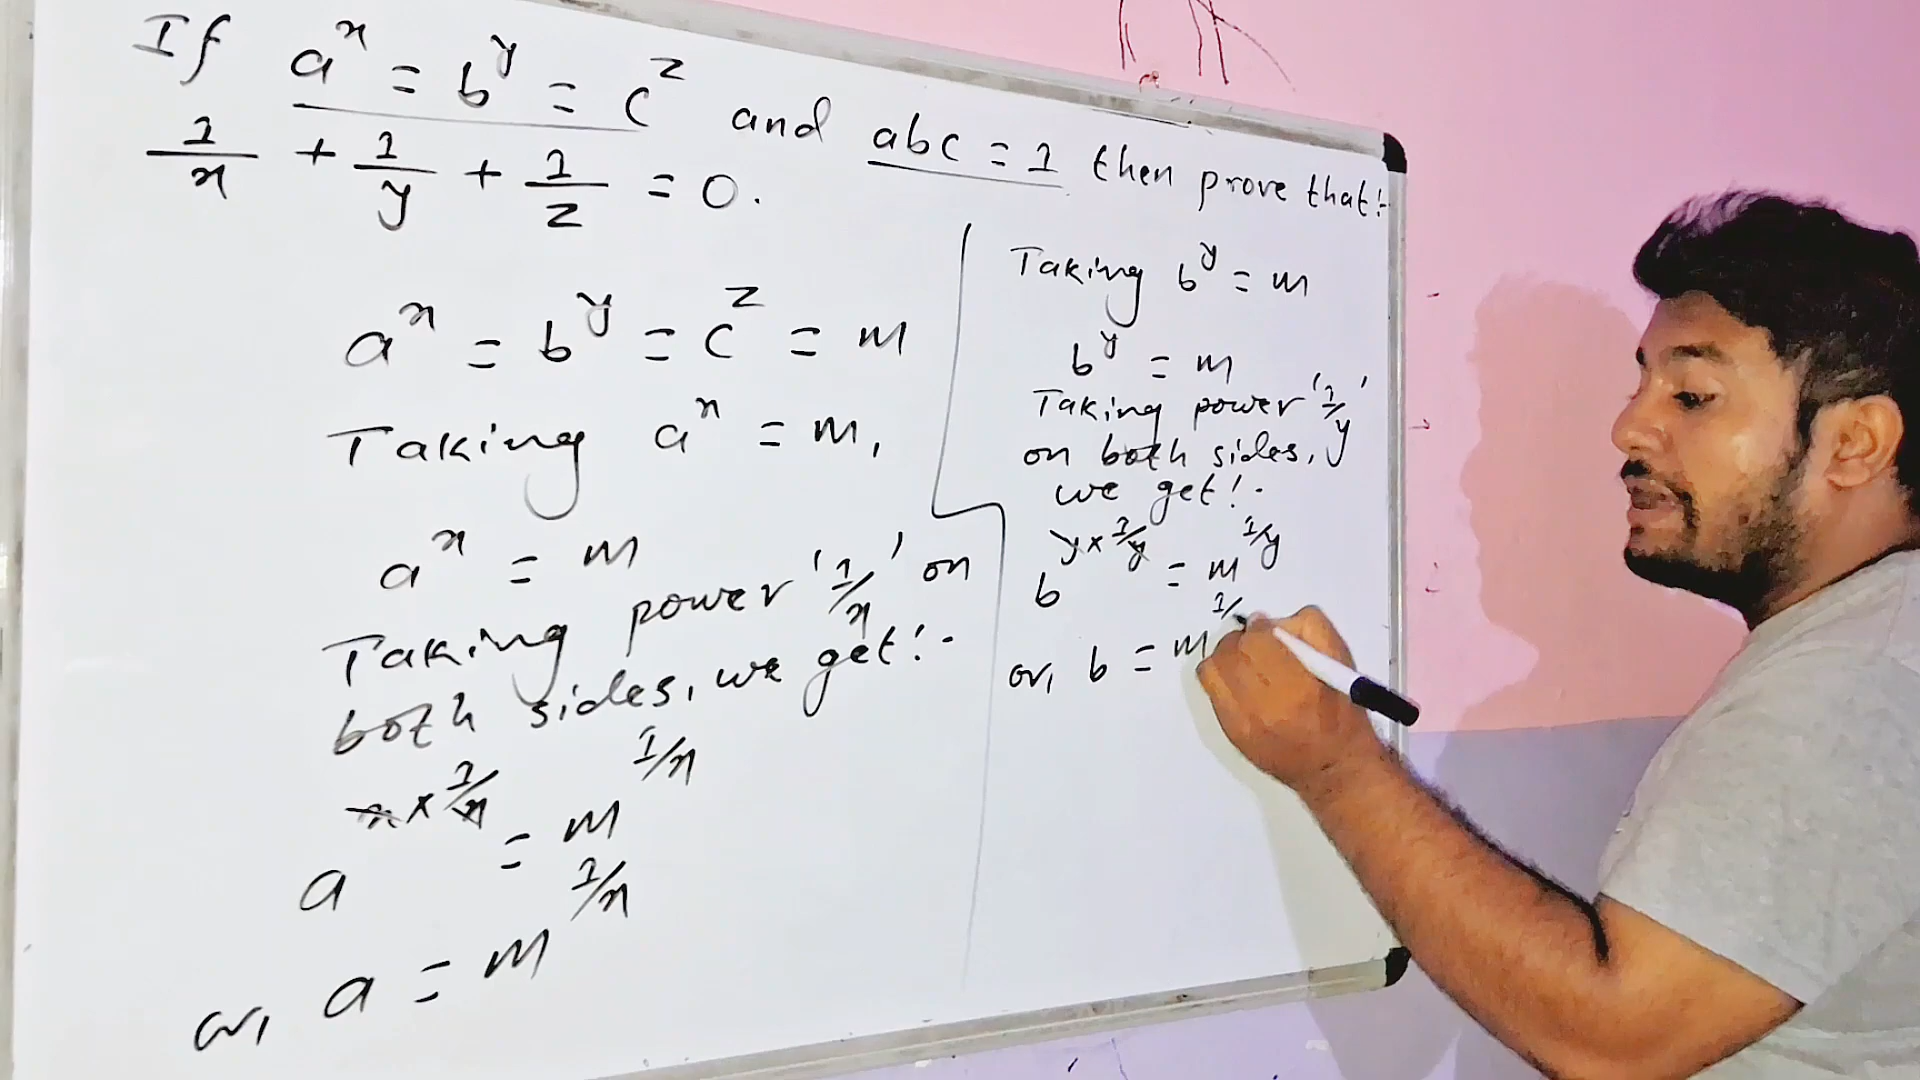 If a^x = b^y = c^z and abc = 1 then prove that:-
1/x + 1/y + 1/z = 0.
a^x = b^y = c^z = m
Taking a^x = m,
a^x = m
Taking power '1/x' on
both sides, we get:-
a^x×1/x = m^1/x
or, a = m^1/x
Taking b^y = m
b^y = m
Taking power '1/y'
on both sides,
we get:-
b^y×1/y = m^1/y
or, b = m^1/